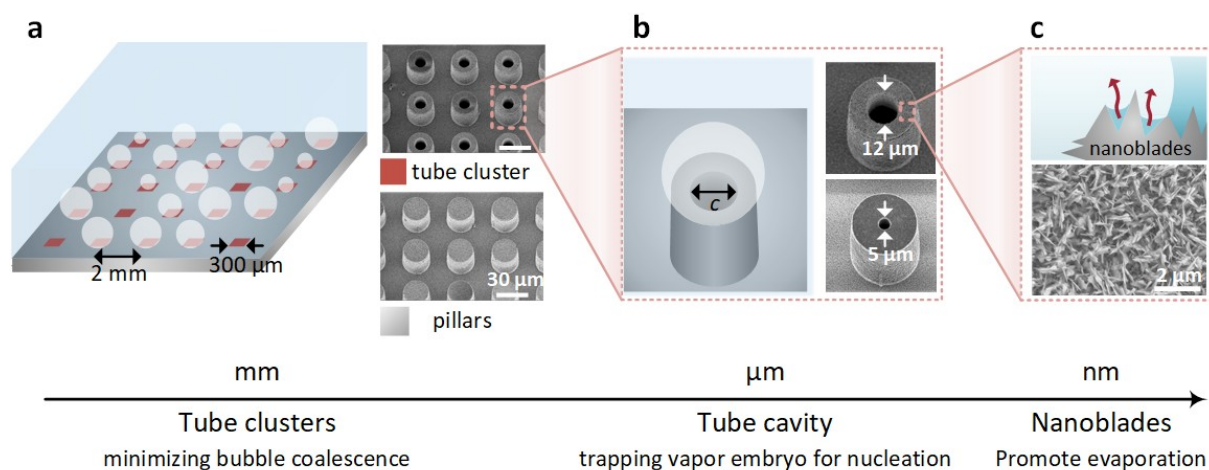 a
tube cluster
2 mm
300 µm
30 µm
pillars
b
c
12 µm
5 µm
c
nanoblades
2 µm
mm
µm
nm
Tube clusters
Tube cavity
Nanoblades
minimizing bubble coalescence
trapping vapor embryo for nucleation
Promote evaporation